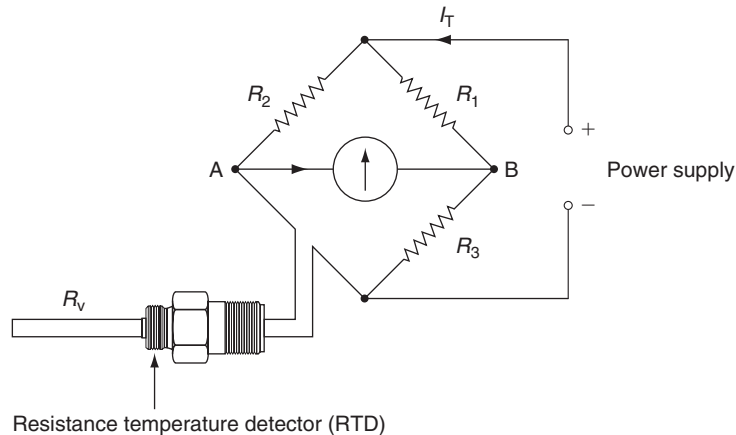 I_T
R_2
R_1
+
A
B
Power supply
−
R_3
R_v
Resistance temperature detector (RTD)